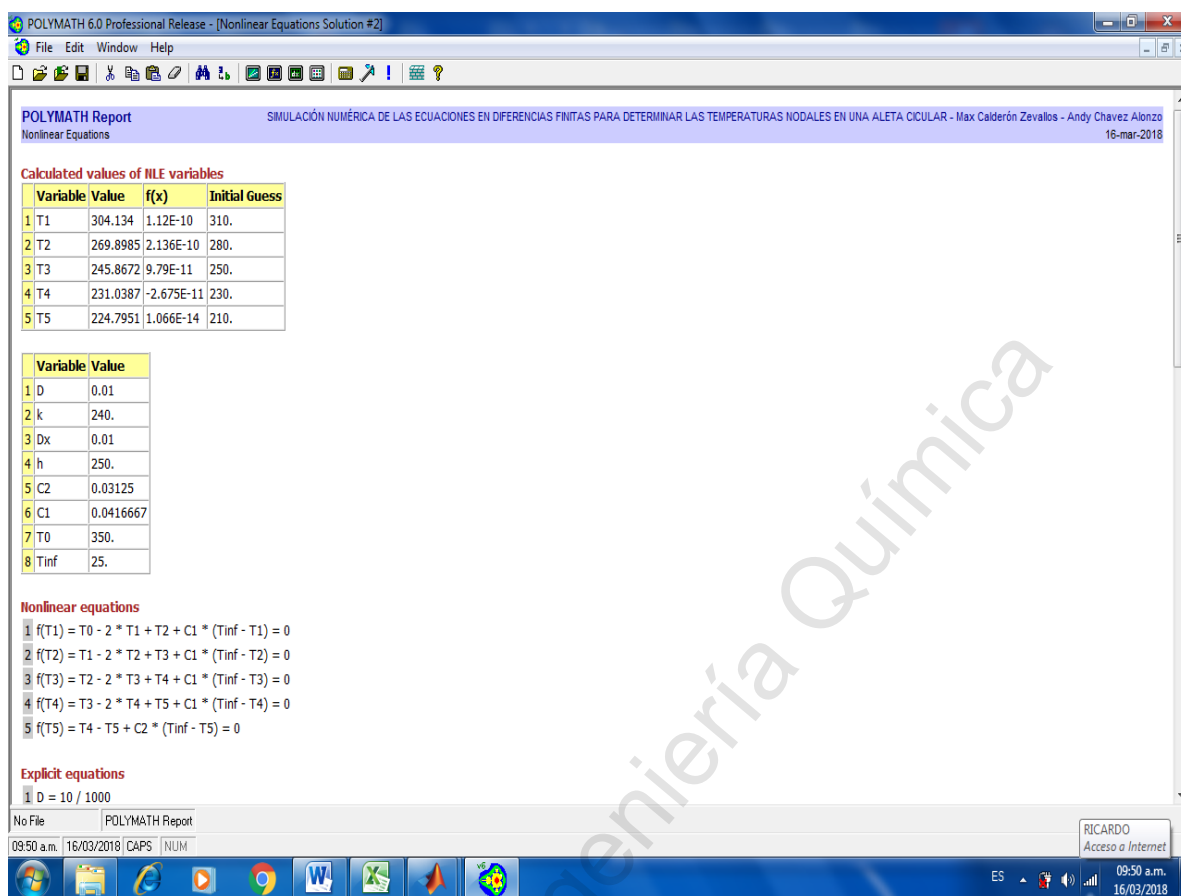 POLYMATH 6.0 Professional Release - [Nonlinear Equations Solution #2]
File Edit Window Help
POLYMATH Report SIMULACIÓN NUMÉRICA DE LAS ECUACIONES EN DIFERENCIAS FINITAS PARA DETERMINAR LAS TEMPERATURAS NODALES EN UNA ALETA CICULAR - Max Calderón Zevallos - Andy Chavez Alonzo
Nonlinear Equations 16-mar-2018
Calculated values of NLE variables
Variable Value f(x) Initial Guess
1 T1 304.134 1.12E-10 310.
2 T2 269.8985 2.136E-10 280.
3 T3 245.8672 9.79E-11 250.
4 T4 231.0387 -2.675E-11 230.
5 T5 224.7951 1.066E-14 210.
Variable Value
1 D 0.01
2 k 240.
3 Dx 0.01
4 h 250.
5 C2 0.03125
6 C1 0.0416667
7 T0 350.
8 Tinf 25.
Nonlinear equations
1 f(T1) = T0 - 2 * T1 + T2 + C1 * (Tinf - T1) = 0
2 f(T2) = T1 - 2 * T2 + T3 + C1 * (Tinf - T2) = 0
3 f(T3) = T2 - 2 * T3 + T4 + C1 * (Tinf - T3) = 0
4 f(T4) = T3 - 2 * T4 + T5 + C1 * (Tinf - T4) = 0
5 f(T5) = T4 - T5 + C2 * (Tinf - T5) = 0
Explicit equations
1 D = 10 / 1000
No File POLYMATH Report
09:50 a.m. 16/03/2018 CAPS NUM
RICARDO
Acceso a Internet
ES 09:50 a.m.
16/03/2018
geniería Química